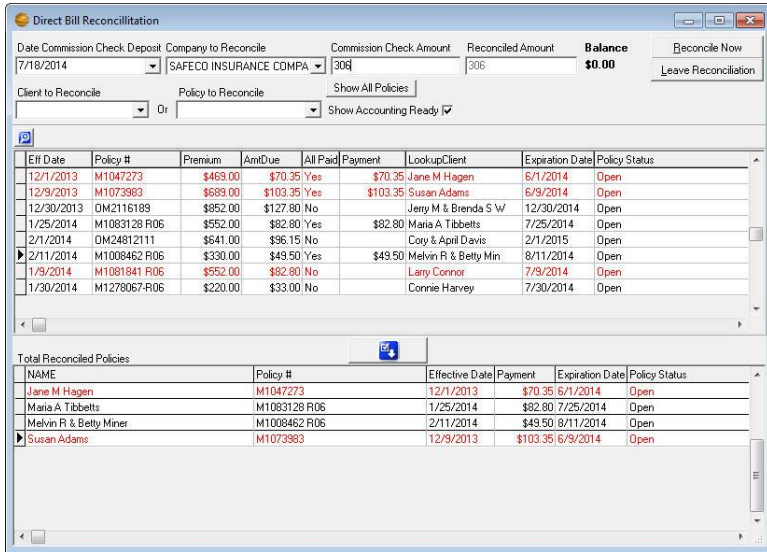 Direct Bill Reconcillitation
Date Commission Check Deposit Company to Reconcile Commission Check Amount Reconciled Amount Balance Reconcile Now
7/18/2014 SAFECO INSURANCE COMPA 306 306 $0.00 Leave Reconciliation
Client to Reconcile Policy to Reconcile Show All Policies
Or Show Accounting Ready
Eff Date Policy # Premium AmtDue All Paid Payment LookupClient Expiration Date Policy Status
12/1/2013 M1047273 $469.00 $70.35 Yes $70.35 Jane M Hagen 6/1/2014 Open
12/9/2013 M1073983 $689.00 $103.35 Yes $103.35 Susan Adams 6/9/2014 Open
12/30/2013 OM2116189 $852.00 $127.80 No Jerry M & Brenda S W 12/30/2014 Open
1/25/2014 M1083128 R06 $552.00 $82.80 Yes $82.80 Maria A Tibbetts 7/25/2014 Open
2/1/2014 OM24812111 $641.00 $96.15 No Cory & April Davis 2/1/2015 Open
2/11/2014 M1008462 R06 $330.00 $49.50 Yes $49.50 Melvin R & Betty Min 8/11/2014 Open
1/9/2014 M1081841 R06 $552.00 $82.80 No Larry Connor 7/9/2014 Open
1/30/2014 M1278067-R06 $220.00 $33.00 No Connie Harvey 7/30/2014 Open
Total Reconciled Policies
NAME Policy # Effective Date Payment Expiration Date Policy Status
Jane M Hagen M1047273 12/1/2013 $70.35 6/1/2014 Open
Maria A Tibbetts M1083128 R06 1/25/2014 $82.80 7/25/2014 Open
Melvin R & Betty Miner M1008462 R06 2/11/2014 $49.50 8/11/2014 Open
Susan Adams M1073983 12/9/2013 $103.35 6/9/2014 Open